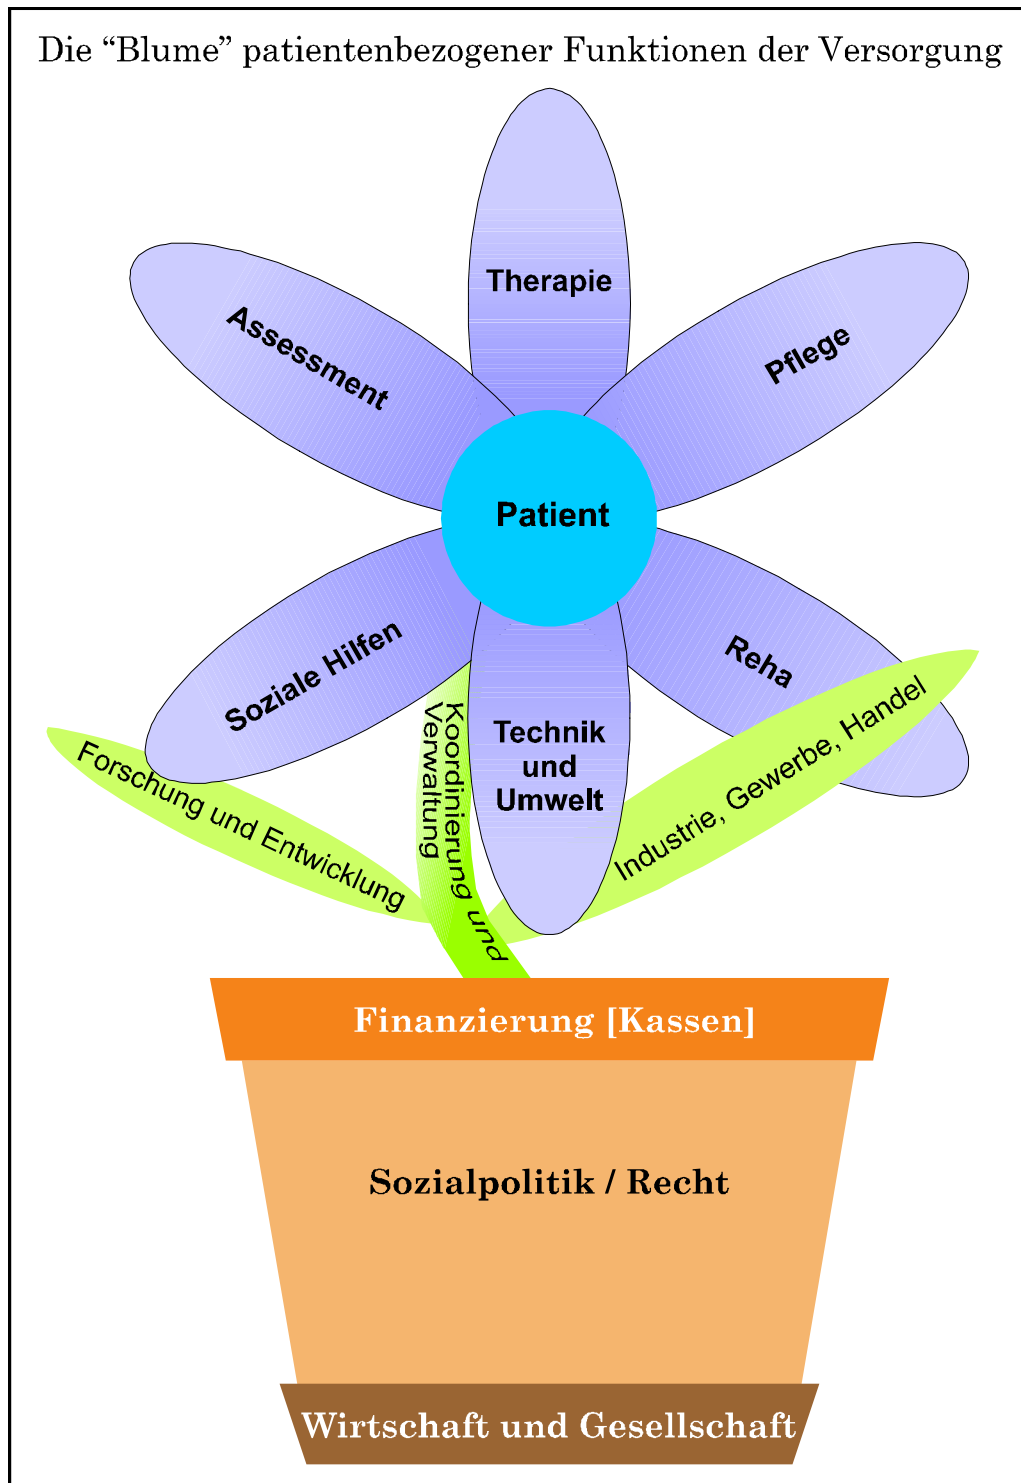 Die “Blume” patientenbezogener Funktionen der Versorgung
Therapie
Assessment
Pflege
Patient
Soziale Hilfen
Reha
Technik
und
Umwelt
Koordinierung und
Verwaltung
Forschung und Entwicklung
Industrie, Gewerbe, Handel
Finanzierung [Kassen]
Sozialpolitik / Recht
Wirtschaft und Gesellschaft